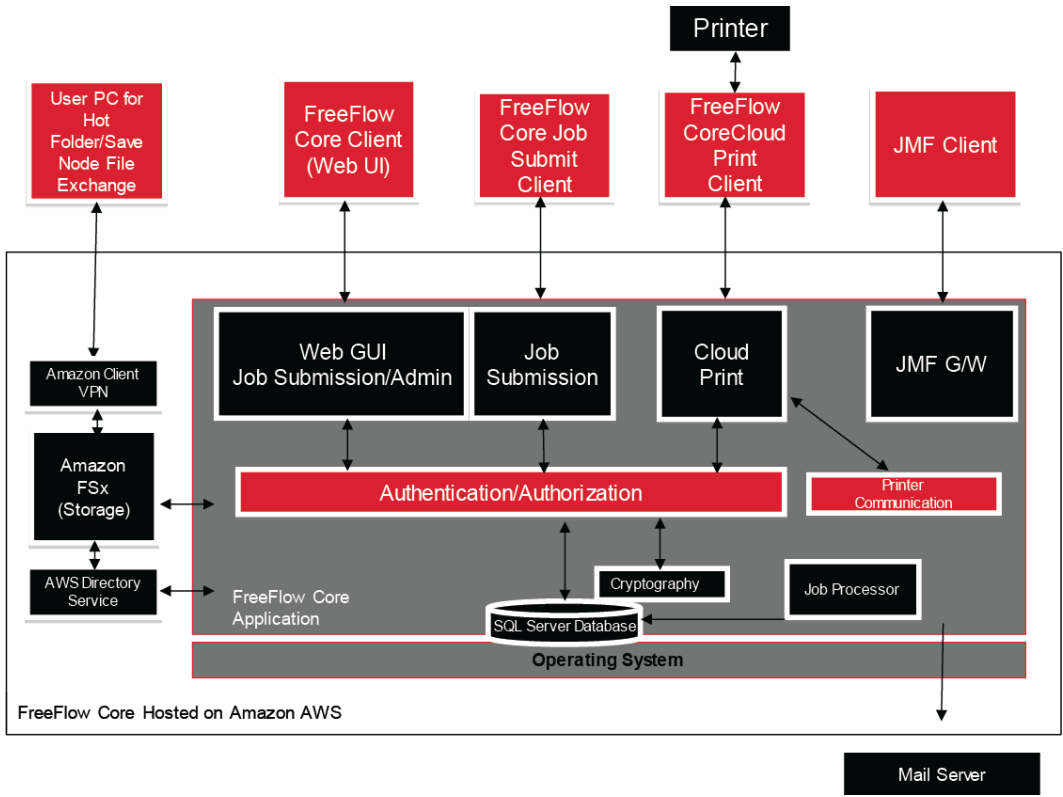 Printer
User PC for
Hot
Folder/Save
Node File
Exchange
FreeFlow
Core Client
(Web UI)
FreeFlow
Core Job
Submit
Client
FreeFlow
CoreCloud
Print
Client
JMF Client
Web GUI
Job Submission/Admin
Job
Submission
Cloud
Print
JMF G/W
Amazon Client
VPN
Amazon
FSx
(Storage)
Authentication/Authorization
Printer
Communication
AWS Directory
Service
FreeFlow Core
Application
Cryptography
Job Processor
SQL Server Database
Operating System
FreeFlow Core Hosted on Amazon AWS
Mail Server